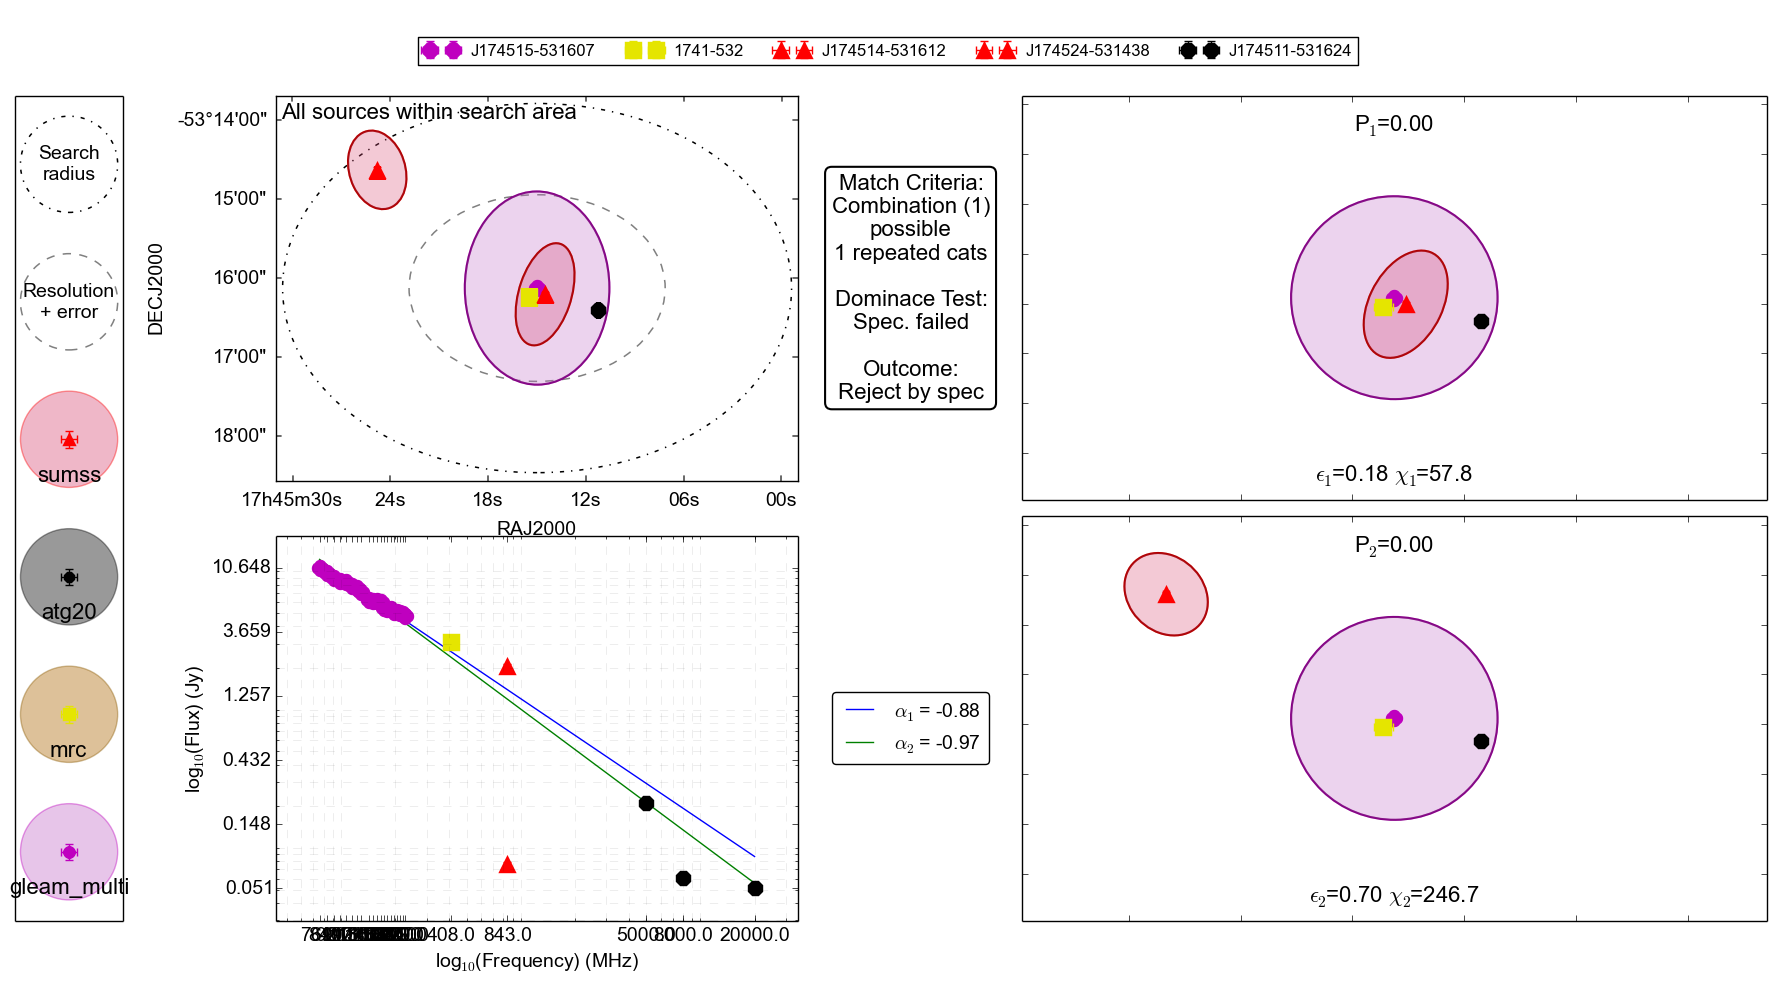 J174515-531607
1741-532
J174514-531612
J174524-531438
J174511-531624
Search
radius
Resolution
+ error
sumss
atg20
mrc
gleam_multi
All sources within search area
-53°14'00"
15'00"
16'00"
17'00"
18'00"
DECJ2000
17h45m30s
24s
18s
12s
06s
00s
RAJ2000
Match Criteria:
Combination (1)
possible
1 repeated cats
Dominace Test:
Spec. failed
Outcome:
Reject by spec
P₁=0.00
ϵ₁=0.18 χ₁=57.8
10.648
3.659
1.257
0.432
0.148
0.051
log₁₀(Flux) (Jy)
408.0
843.0
5000.0
8000.0
20000.0
log₁₀(Frequency) (MHz)
α₁ = -0.88
α₂ = -0.97
P₂=0.00
ϵ₂=0.70 χ₂=246.7